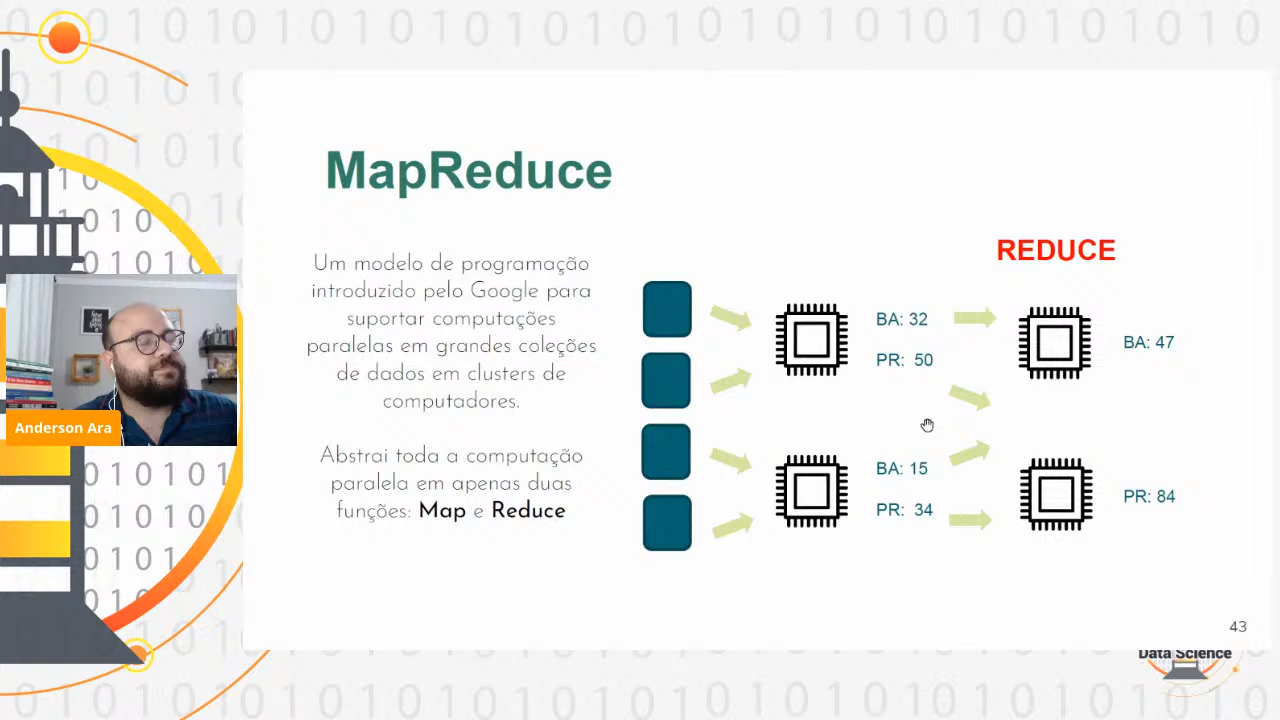 MapReduce
Um modelo de programação
introduzido pelo Google para
suportar computações
paralelas em grandes coleções
de dados em clusters de
computadores.
Abstrai toda a computação
paralela em apenas duas
funções: Map e Reduce
REDUCE
BA: 32
PR: 50
BA: 47
BA: 15
PR: 34
PR: 84
43
Anderson Ara
Data Science